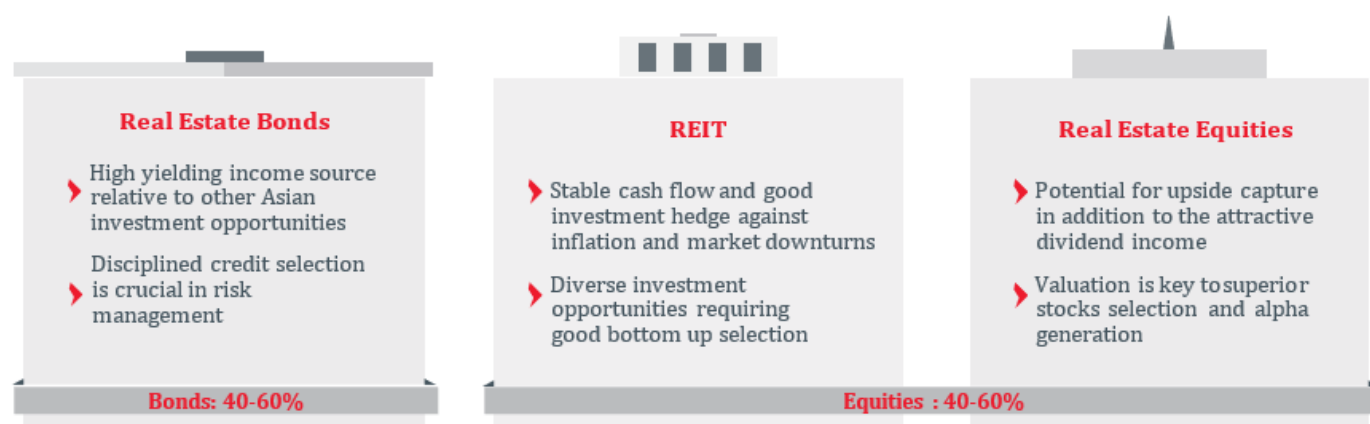 Real Estate Bonds
High yielding income source
relative to other Asian
investment opportunities
Disciplined credit selection
is crucial in risk
management
Bonds: 40-60%
REIT
Stable cash flow and good
investment hedge against
inflation and market downturns
Diverse investment
opportunities requiring
good bottom up selection
Real Estate Equities
Potential for upside capture
in addition to the attractive
dividend income
Valuation is key to superior
stocks selection and alpha
generation
Equities : 40-60%